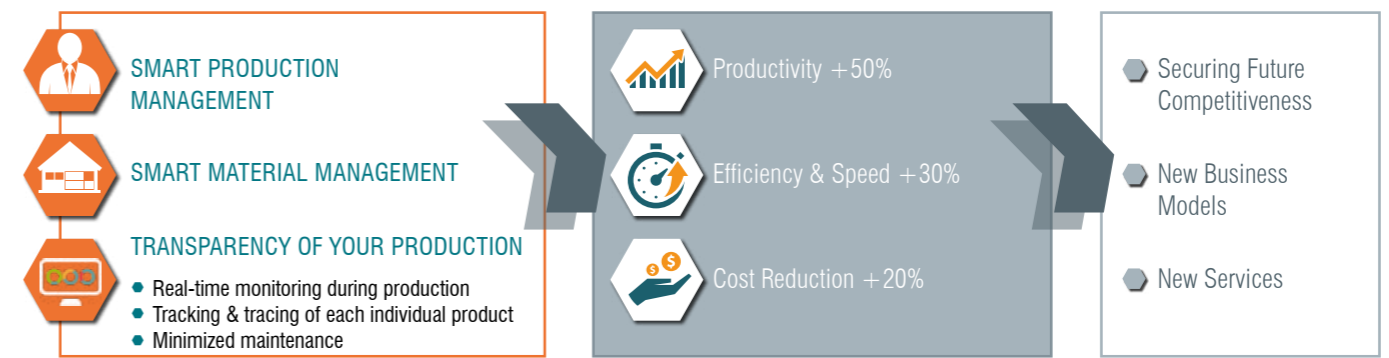 SMART PRODUCTION
MANAGEMENT
SMART MATERIAL MANAGEMENT
TRANSPARENCY OF YOUR PRODUCTION
Real-time monitoring during production
Tracking & tracing of each individual product
Minimized maintenance
Productivity +50%
Efficiency & Speed +30%
Cost Reduction +20%
Securing Future
Competitiveness
New Business
Models
New Services